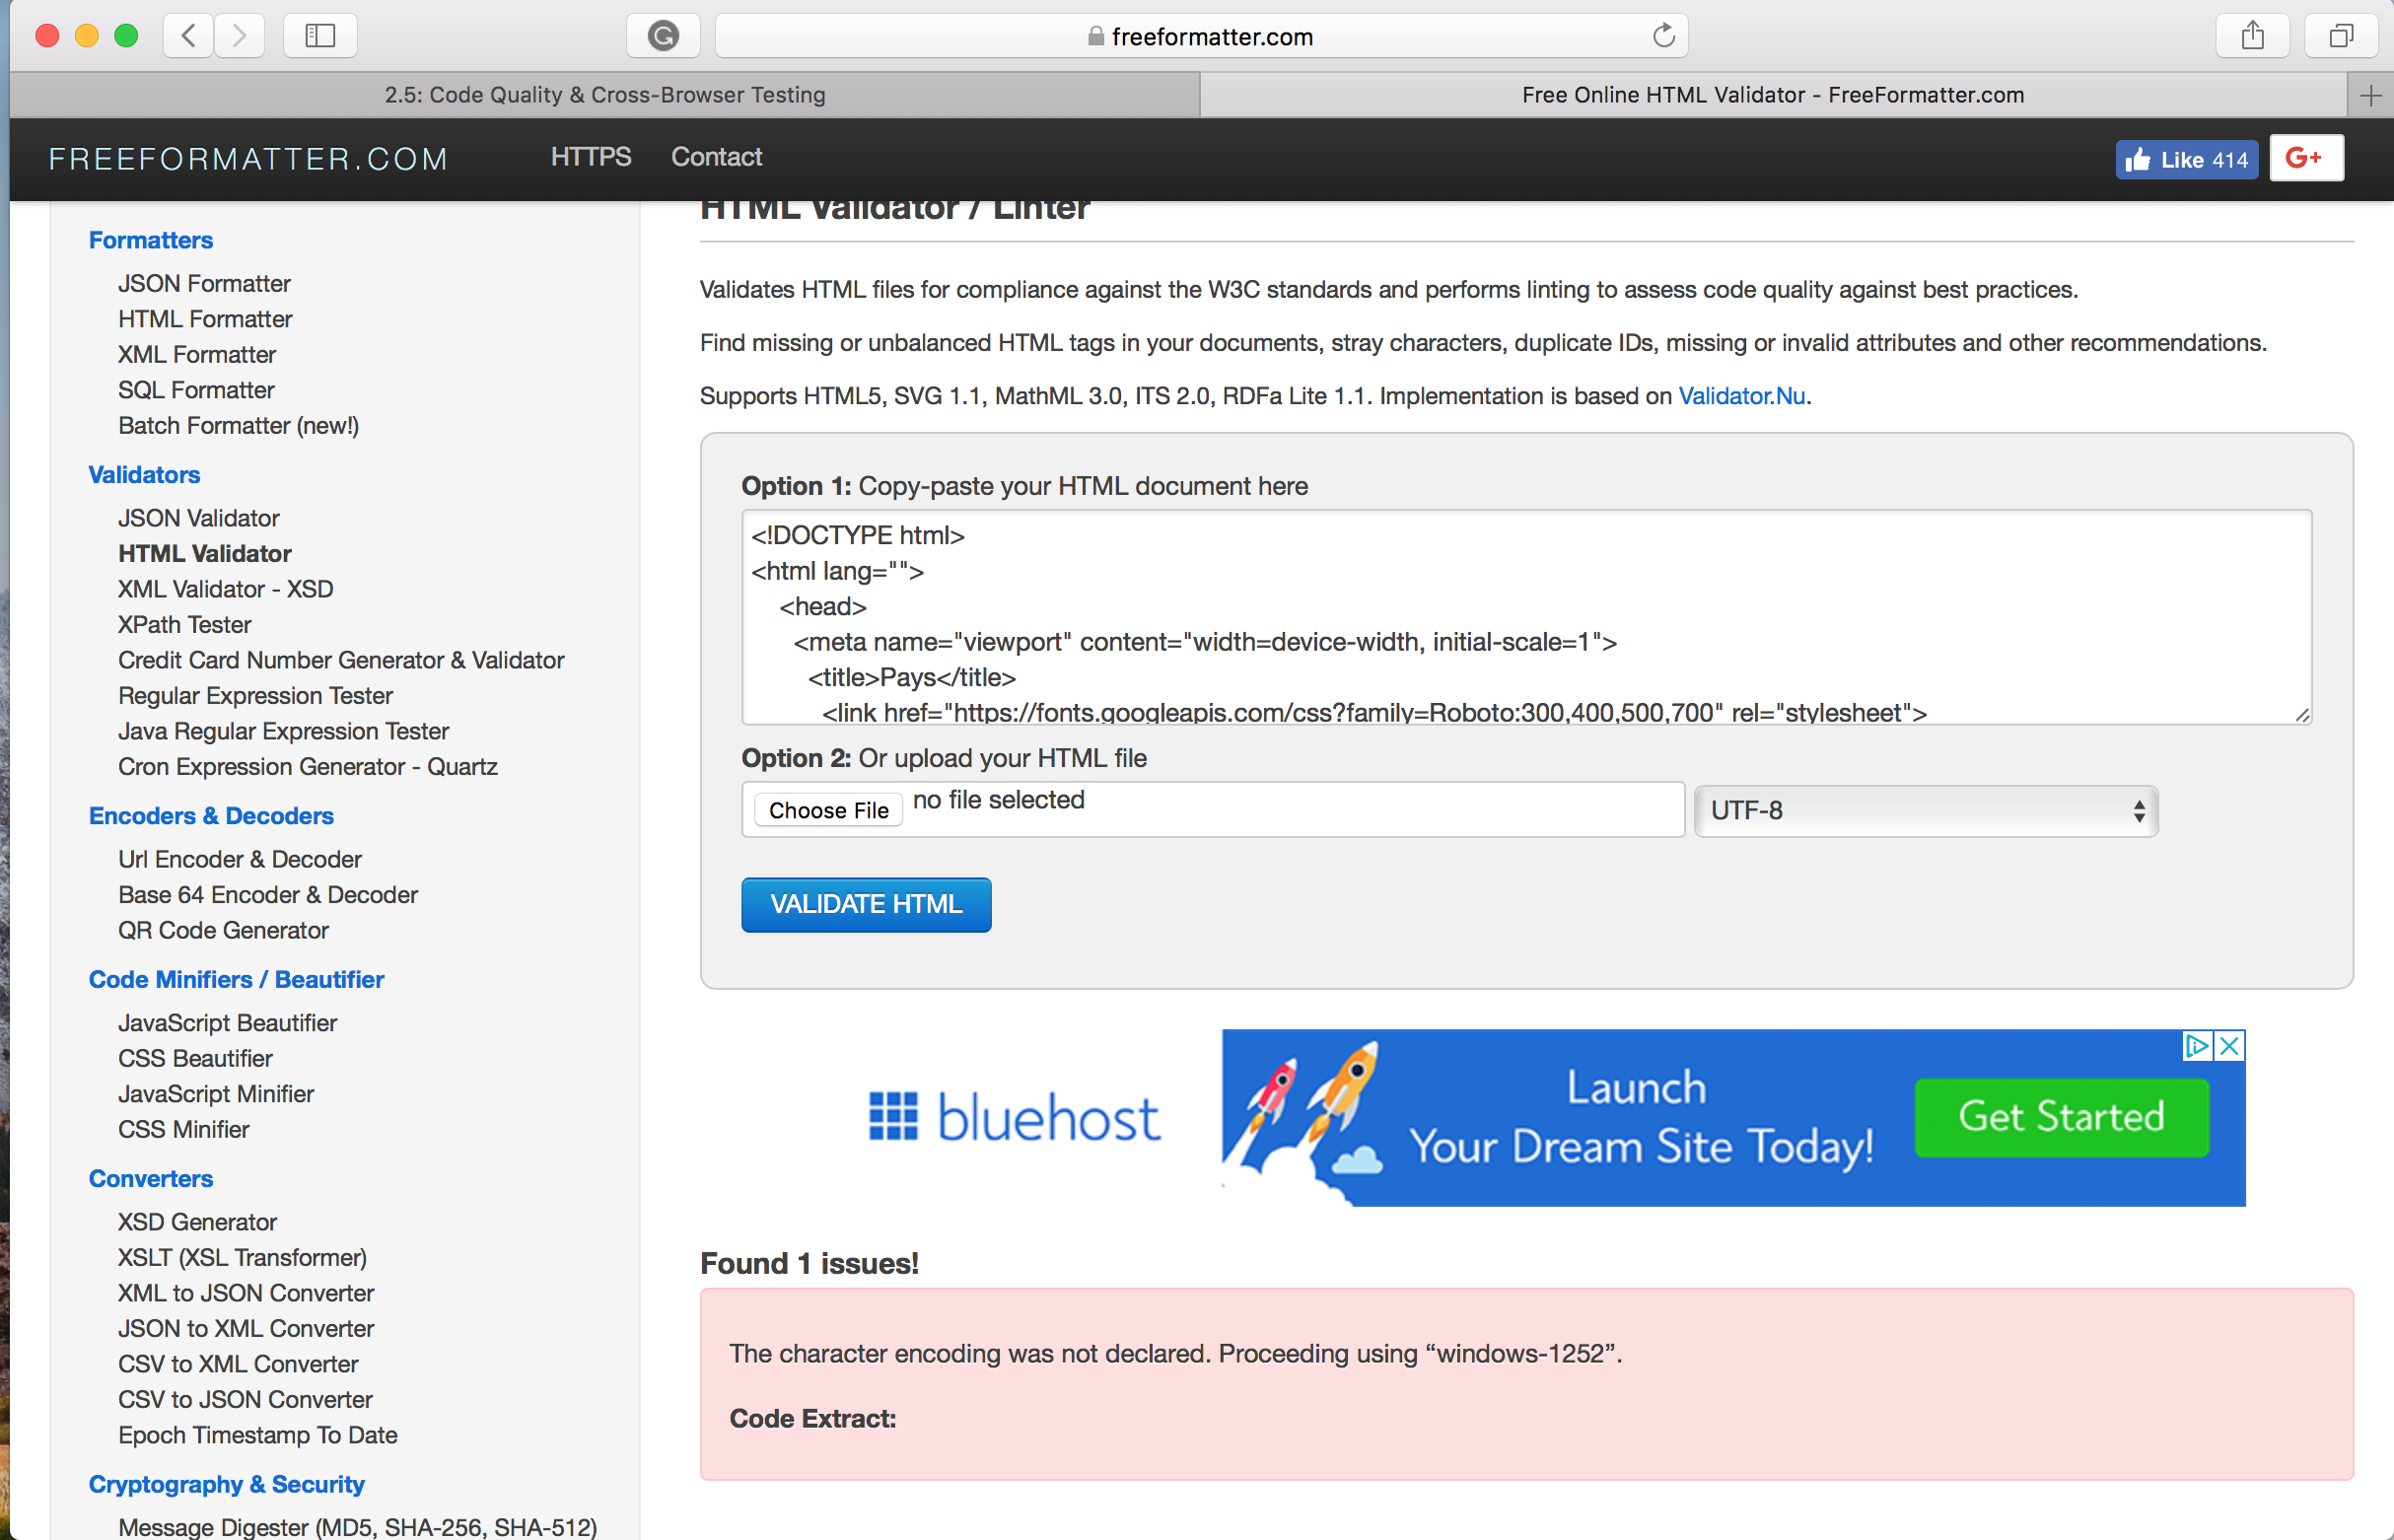 freeformatter.com
2.5: Code Quality & Cross-Browser Testing
Free Online HTML Validator - FreeFormatter.com
FREEFORMATTER.COM
HTTPS
Contact
Like 414
G+
Formatters
JSON Formatter
HTML Formatter
XML Formatter
SQL Formatter
Batch Formatter (new!)
Validators
JSON Validator
HTML Validator
XML Validator - XSD
XPath Tester
Credit Card Number Generator & Validator
Regular Expression Tester
Java Regular Expression Tester
Cron Expression Generator - Quartz
Encoders & Decoders
Url Encoder & Decoder
Base 64 Encoder & Decoder
QR Code Generator
Code Minifiers / Beautifier
JavaScript Beautifier
CSS Beautifier
JavaScript Minifier
CSS Minifier
Converters
XSD Generator
XSLT (XSL Transformer)
XML to JSON Converter
JSON to XML Converter
CSV to XML Converter
CSV to JSON Converter
Epoch Timestamp To Date
Cryptography & Security
Message Digester (MD5, SHA-256, SHA-512)
HTML Validator / Linter
Validates HTML files for compliance against the W3C standards and performs linting to assess code quality against best practices.
Find missing or unbalanced HTML tags in your documents, stray characters, duplicate IDs, missing or invalid attributes and other recommendations.
Supports HTML5, SVG 1.1, MathML 3.0, ITS 2.0, RDFa Lite 1.1. Implementation is based on Validator.Nu.
Option 1: Copy-paste your HTML document here
<!DOCTYPE html>
<html lang="">
<head>
<meta name="viewport" content="width=device-width, initial-scale=1">
<title>Pays</title>
<link href="https://fonts.googleapis.com/css?family=Roboto:300,400,500,700" rel="stylesheet">
Option 2: Or upload your HTML file
Choose File no file selected
UTF-8
VALIDATE HTML
bluehost
Launch
Your Dream Site Today!
Get Started
Found 1 issues!
The character encoding was not declared. Proceeding using “windows-1252”.
Code Extract: